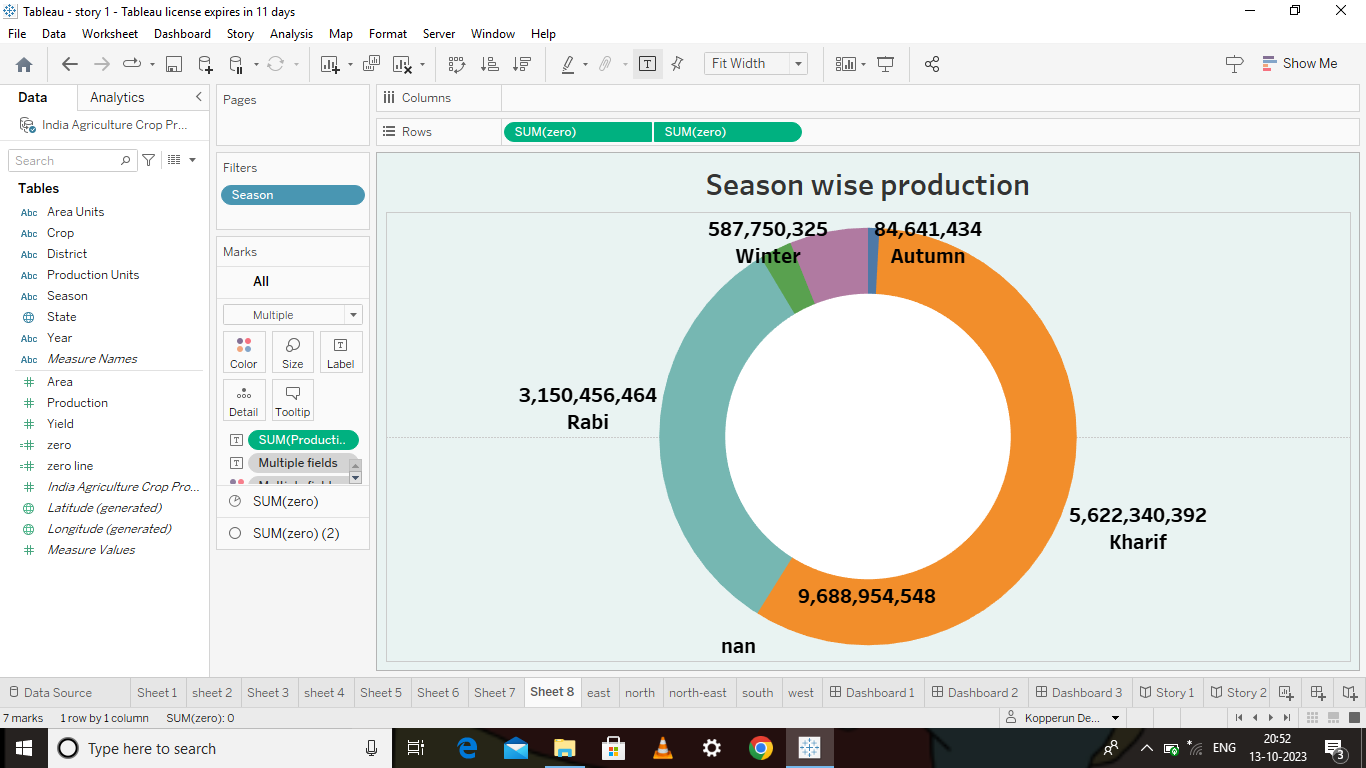 Tableau - story 1 - Tableau license expires in 11 days
File Data Worksheet Dashboard Story Analysis Map Format Server Window Help
Fit Width
Show Me
Data Analytics
India Agriculture Crop Pr...
Search
Tables
Abc Area Units
Abc Crop
Abc District
Abc Production Units
Abc Season
State
Abc Year
Abc Measure Names
# Area
# Production
# Yield
=# zero
=# zero line
# India Agriculture Crop Pro...
Latitude (generated)
Longitude (generated)
# Measure Values
Pages
Filters
Season
Marks
All
Multiple
Color Size Label
Detail Tooltip
SUM(Producti..
Multiple fields
SUM(zero)
SUM(zero) (2)
Columns
Rows SUM(zero) SUM(zero)
Season wise production
587,750,325
Winter
84,641,434
Autumn
3,150,456,464
Rabi
5,622,340,392
Kharif
9,688,954,548
nan
Data Source Sheet 1 sheet 2 Sheet 3 sheet 4 Sheet 5 Sheet 6 Sheet 7 Sheet 8 east north north-east south west Dashboard 1 Dashboard 2 Dashboard 3 Story 1 Story 2
7 marks 1 row by 1 column SUM(zero): 0 Kopperun De...
Type here to search
ENG
20:52
13-10-2023
3